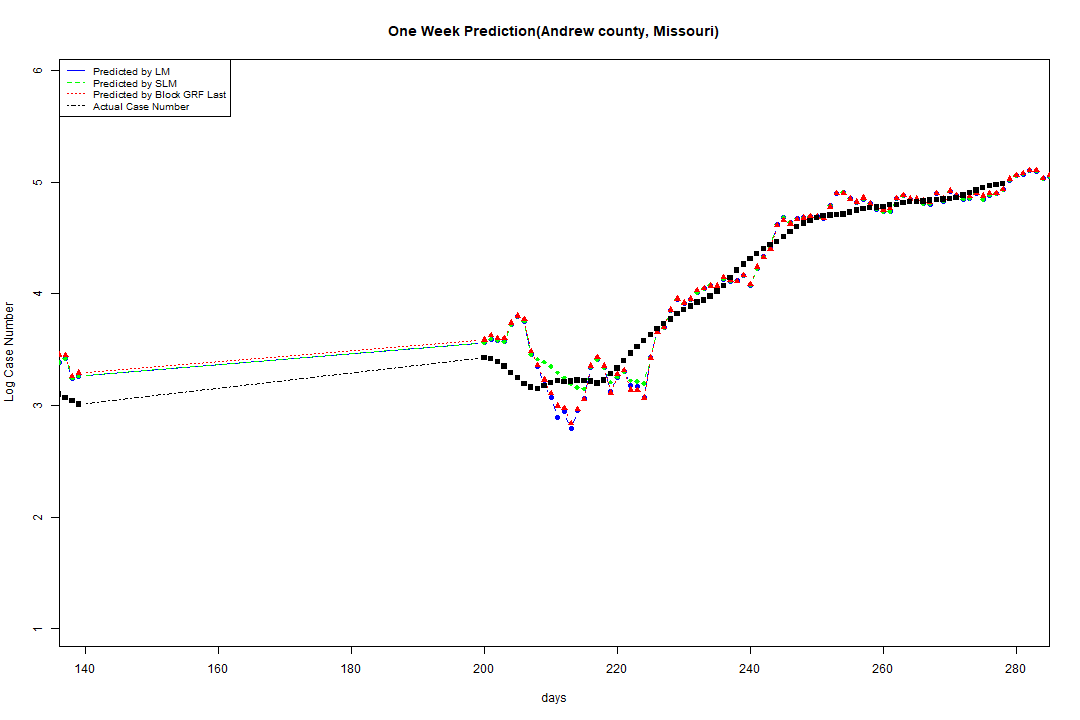 One Week Prediction(Andrew county, Missouri)
Predicted by LM
Predicted by SLM
Predicted by Block GRF Last
Actual Case Number
6
5
4
3
2
1
Log Case Number
140 160 180 200 220 240 260 280
days